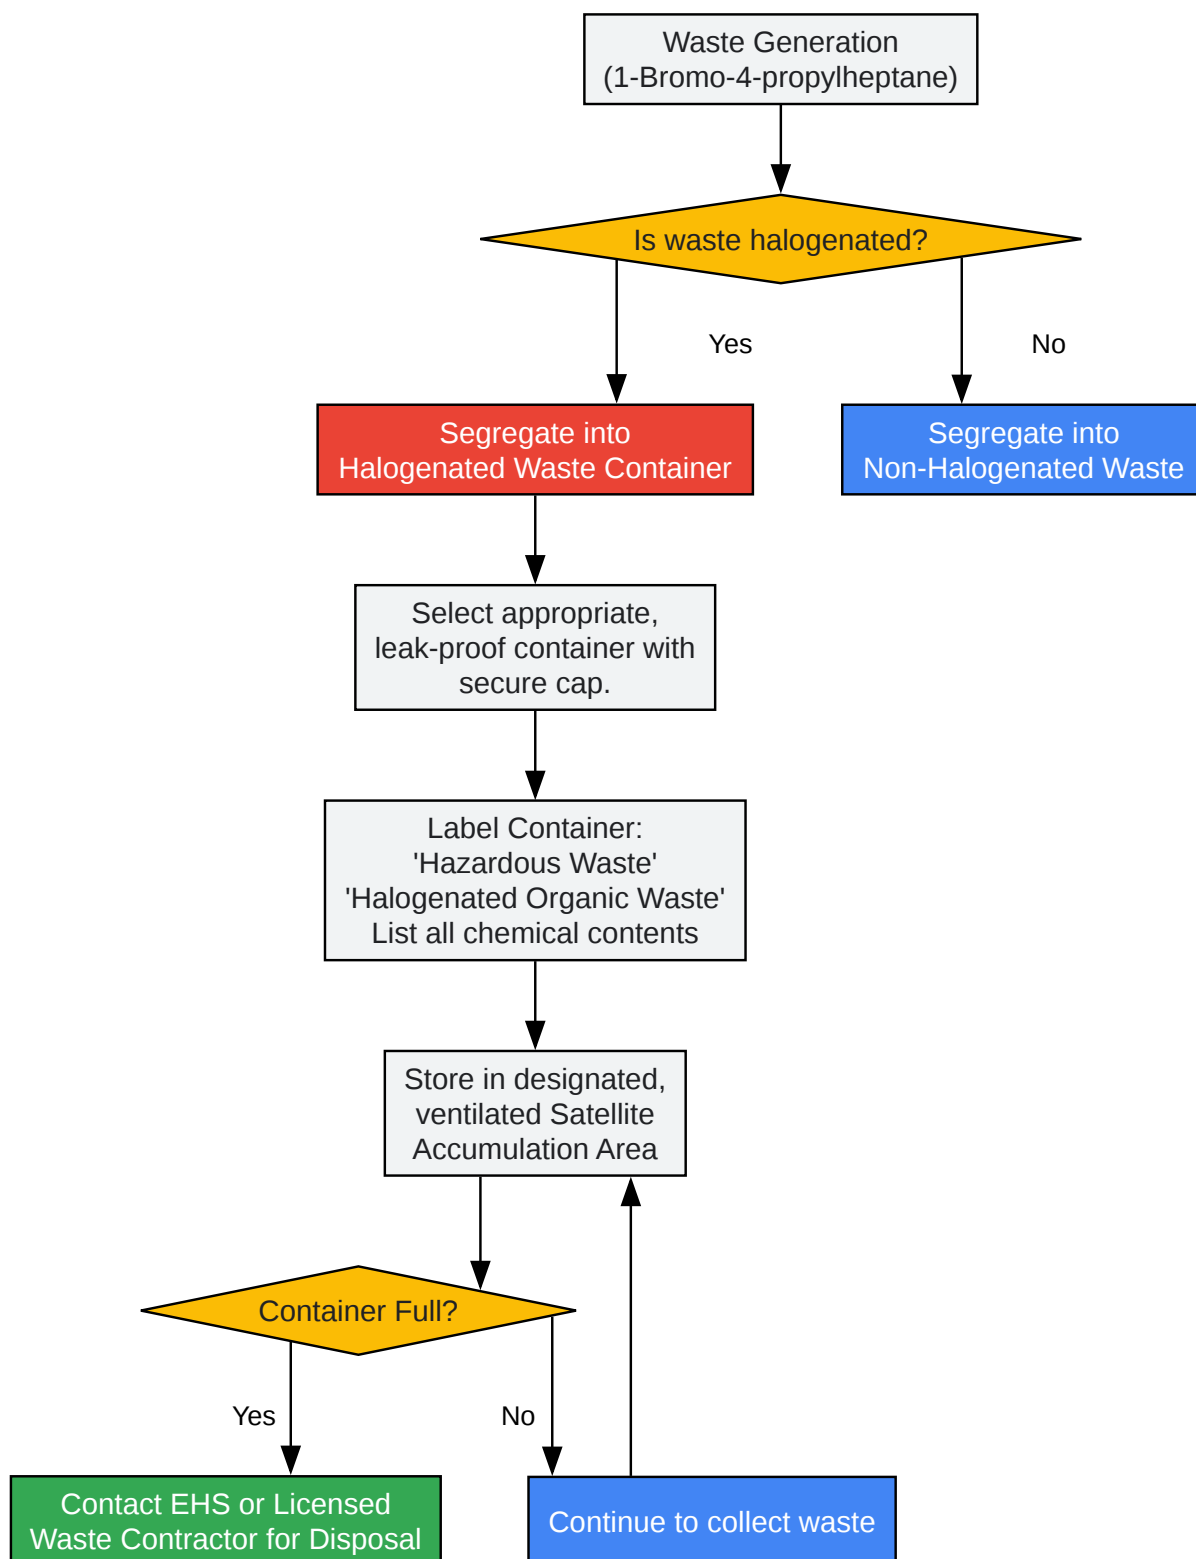 Waste Generation
(1-Bromo-4-propylheptane)
Is waste halogenated?
Yes
No
Segregate into
Halogenated Waste Container
Segregate into
Non-Halogenated Waste
Select appropriate,
leak-proof container with
secure cap.
Label Container:
'Hazardous Waste'
'Halogenated Organic Waste'
List all chemical contents
Store in designated,
ventilated Satellite
Accumulation Area
Container Full?
Yes
No
Contact EHS or Licensed
Waste Contractor for Disposal
Continue to collect waste